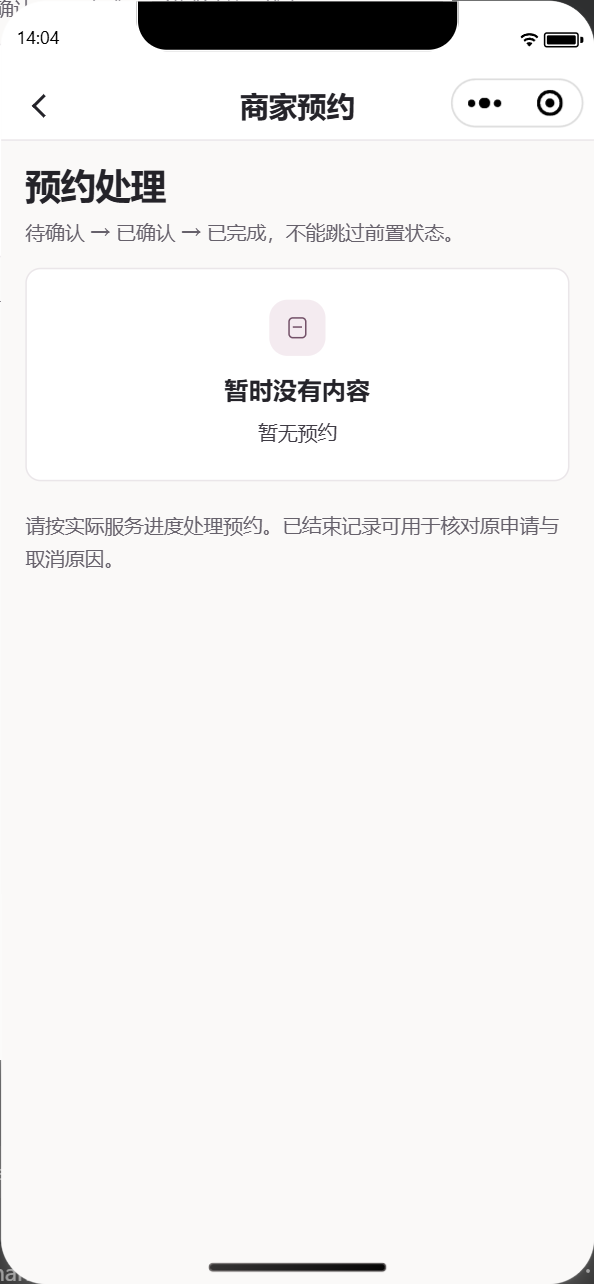 14:04
商家预约
预约处理
待确认 → 已确认 → 已完成，不能跳过前置状态。
暂时没有内容
暂无预约
请按实际服务进度处理预约。已结束记录可用于核对原申请与
取消原因。